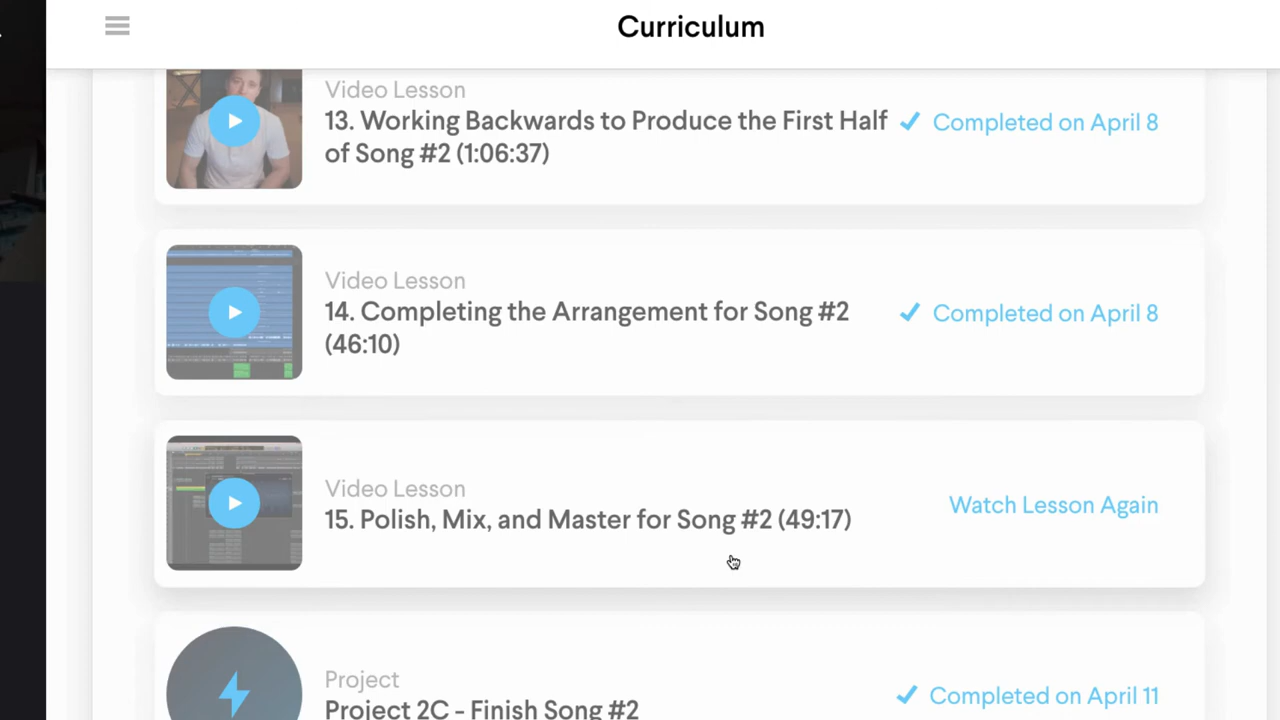 Curriculum
Video Lesson
13. Working Backwards to Produce the First Half
of Song #2 (1:06:37)
Completed on April 8
Video Lesson
14. Completing the Arrangement for Song #2
(46:10)
Completed on April 8
Video Lesson
15. Polish, Mix, and Master for Song #2 (49:17)
Watch Lesson Again
Project
Project 2C - Finish Song #2
Completed on April 11